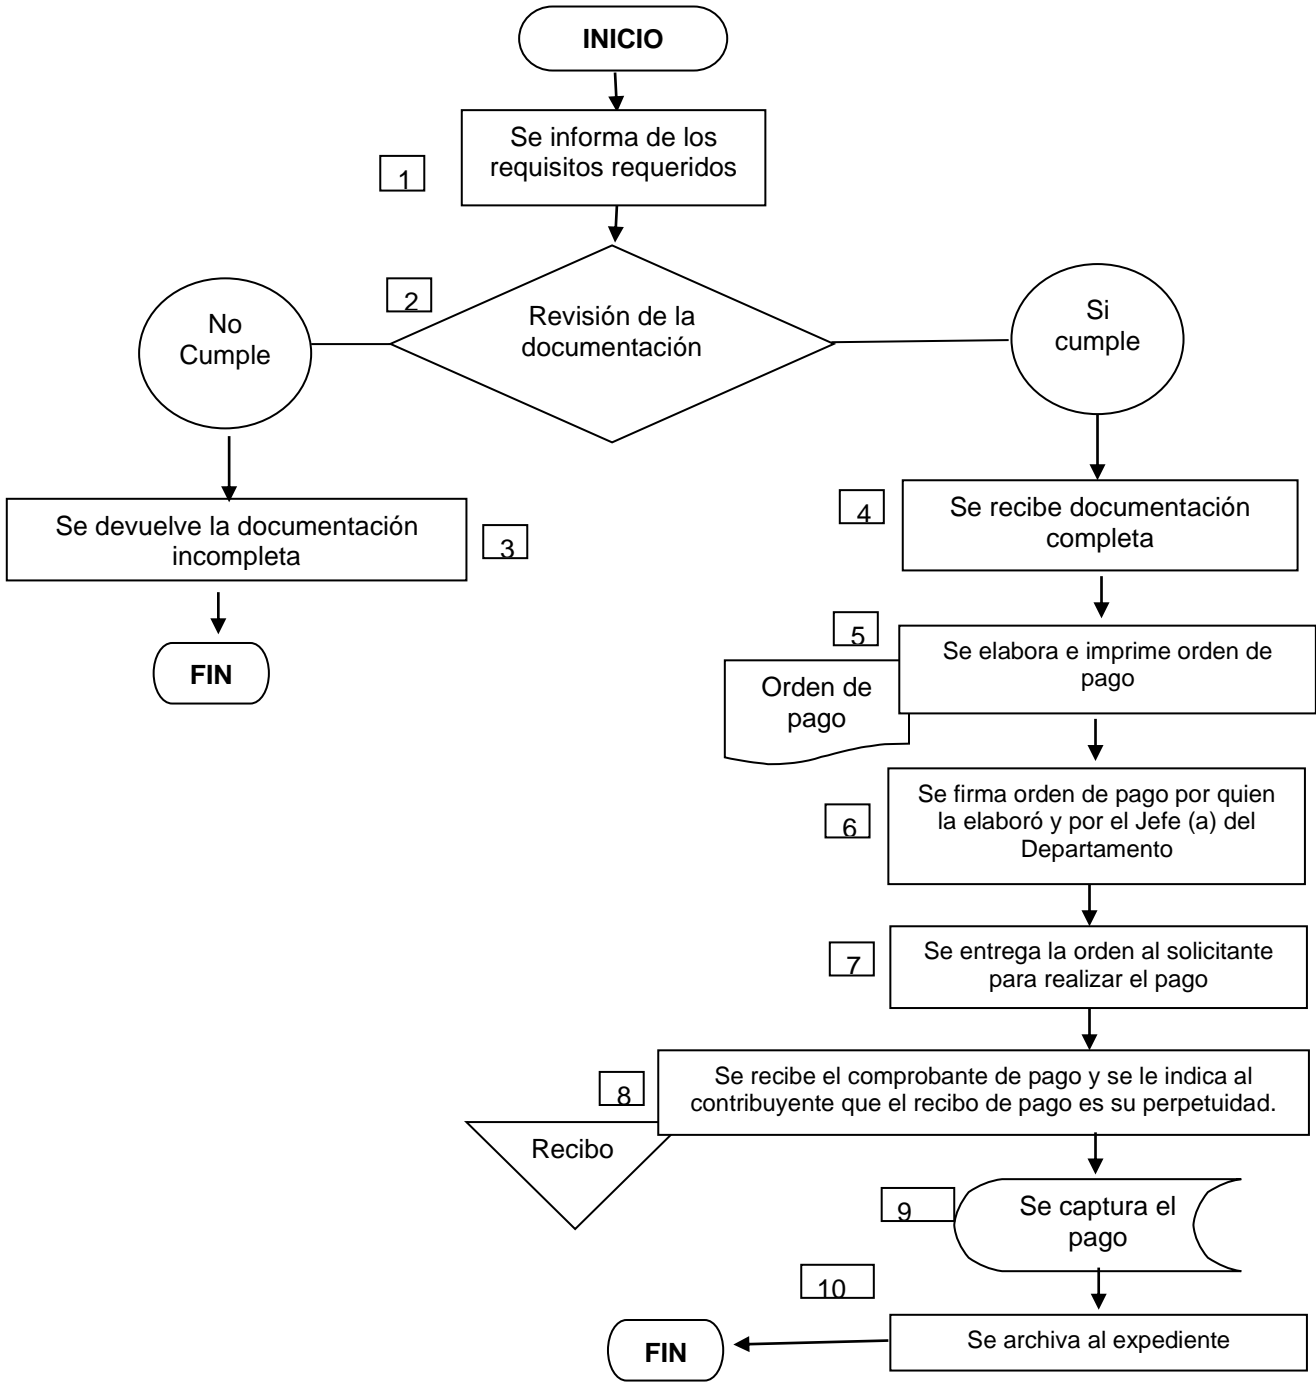 INICIO
Se informa de los
requisitos requeridos
1
2
Revisión de la
documentación
No
Cumple
Si
cumple
Se devuelve la documentación
incompleta
3
FIN
4
Se recibe documentación
completa
5
Se elabora e imprime orden de
pago
Orden de
pago
6
Se firma orden de pago por quien
la elaboró y por el Jefe (a) del
Departamento
7
Se entrega la orden al solicitante
para realizar el pago
8
Se recibe el comprobante de pago y se le indica al
contribuyente que el recibo de pago es su perpetuidad.
Recibo
9
Se captura el
pago
10
Se archiva al expediente
FIN